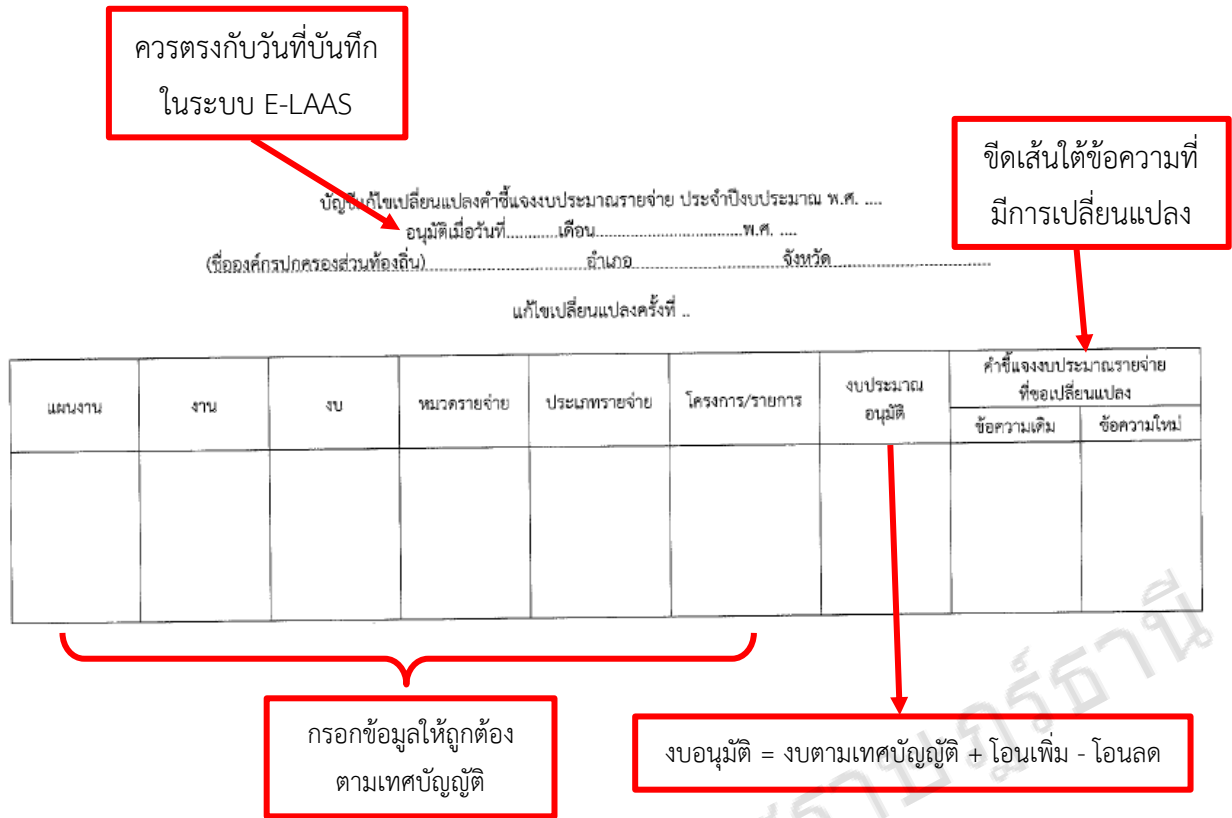 ควรตรงกับวันที่บันทึก
ในระบบ E-LAAS
ขีดเส้นใต้ข้อความที่
มีการเปลี่ยนแปลง
บัญชีแก้ไขเปลี่ยนแปลงคำชี้แจงงบประมาณรายจ่าย ประจำปีงบประมาณ พ.ศ. ....
อนุมัติเมื่อวันที่............เดือน..................................พ.ศ. ....
(ชื่อองค์กรปกครองส่วนท้องถิ่น)....................................อำเภอ................................จังหวัด....................................
แก้ไขเปลี่ยนแปลงครั้งที่ ..
แผนงาน งาน งบ หมวดรายจ่าย ประเภทรายจ่าย โครงการ/รายการ งบประมาณ
อนุมัติ
คำชี้แจงงบประมาณรายจ่าย
ที่ขอเปลี่ยนแปลง
ข้อความเดิม ข้อความใหม่
กรอกข้อมูลให้ถูกต้อง
ตามเทศบัญญัติ
งบอนุมัติ = งบตามเทศบัญญัติ + โอนเพิ่ม - โอนลด
ราษฎร์ธานี